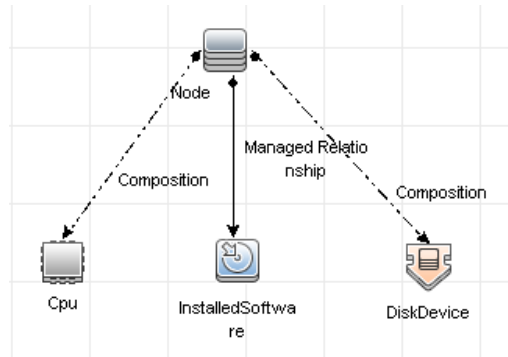 Node
Managed Relatio
nship
Composition
Composition
Cpu
InstalledSoftwa
re
DiskDevice